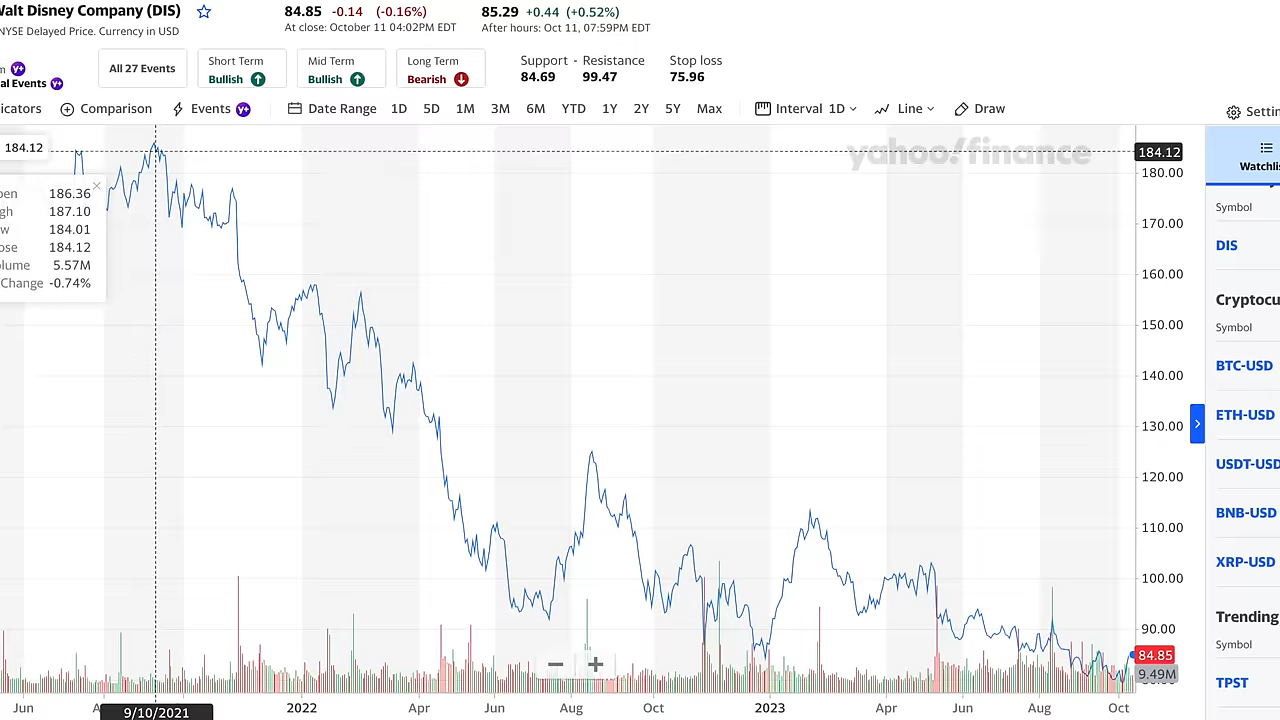 Walt Disney Company (DIS)
84.85 -0.14 (-0.16%)
85.29 +0.44 (+0.52%)
NYSE Delayed Price. Currency in USD
At close: October 11 04:02PM EDT
After hours: Oct 11, 07:59PM EDT
m y+
al Events y+
All 27 Events
Short Term
Bullish
Mid Term
Bullish
Long Term
Bearish
Support - Resistance
84.69 99.47
Stop loss
75.96
icators
Comparison
Events y+
Date Range 1D 5D 1M 3M 6M YTD 1Y 2Y 5Y Max
Interval 1D
Line
Draw
Settin
184.12
pen 186.36
gh 187.10
w 184.01
ose 184.12
olume 5.57M
Change -0.74%
yahoo!finance
184.12
180.00
170.00
160.00
150.00
140.00
130.00
120.00
110.00
100.00
90.00
84.85
9.49M
Jun
A
9/10/2021
2022
Apr
Jun
Aug
Oct
2023
Apr
Jun
Aug
Oct
Watchlis
Symbol
DIS
Cryptocu
Symbol
BTC-USD
ETH-USD
USDT-USD
BNB-USD
XRP-USD
Trending
Symbol
TPST